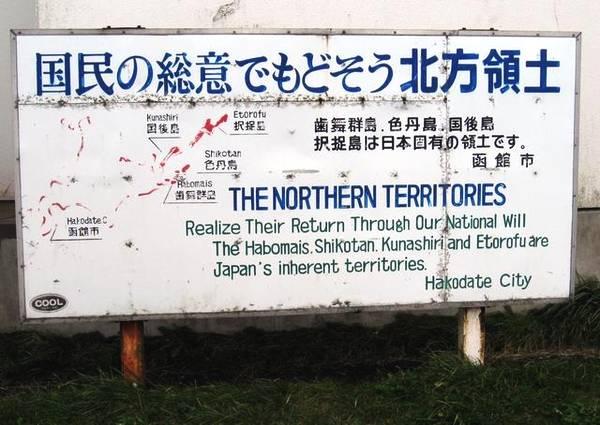 国民の総意でもどそう北方領土
Etorofu
択捉島
Kunashiri
国後島
Shikotan
色丹島
Habomais
歯舞群島
Hakodate.C
函館市
歯舞群島.色丹島.国後島
択捉島は日本固有の領土です。
函館市
THE NORTHERN TERRITORIES
Realize Their Return Through Our National Will
The Habomais.Shikotan. Kunashiri and Etorofu are
Japan's inherent territories.
Hakodate City
COOL